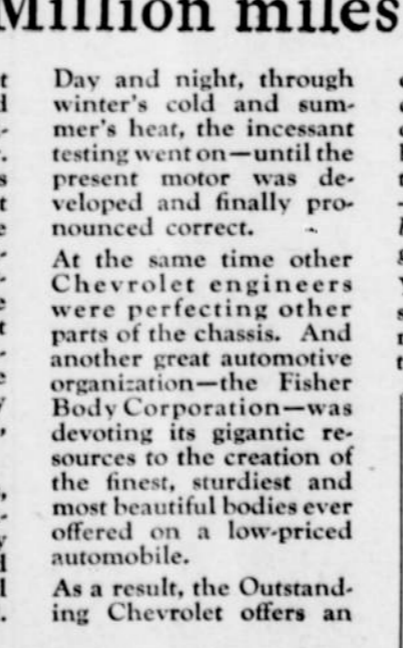 Million miles
Day and night, through
winter's cold and sum-
mer's heat, the incessant
testing went on—until the
present motor was de-
veloped and finally pro-
nounced correct.
At the same time other
Chevrolet engineers
were perfecting other
parts of the chassis. And
another great automotive
organization—the Fisher
Body Corporation—was
devoting its gigantic re-
sources to the creation of
the finest, sturdiest and
most beautiful bodies ever
offered on a low-priced
automobile.
As a result, the Outstand-
ing Chevrolet offers an